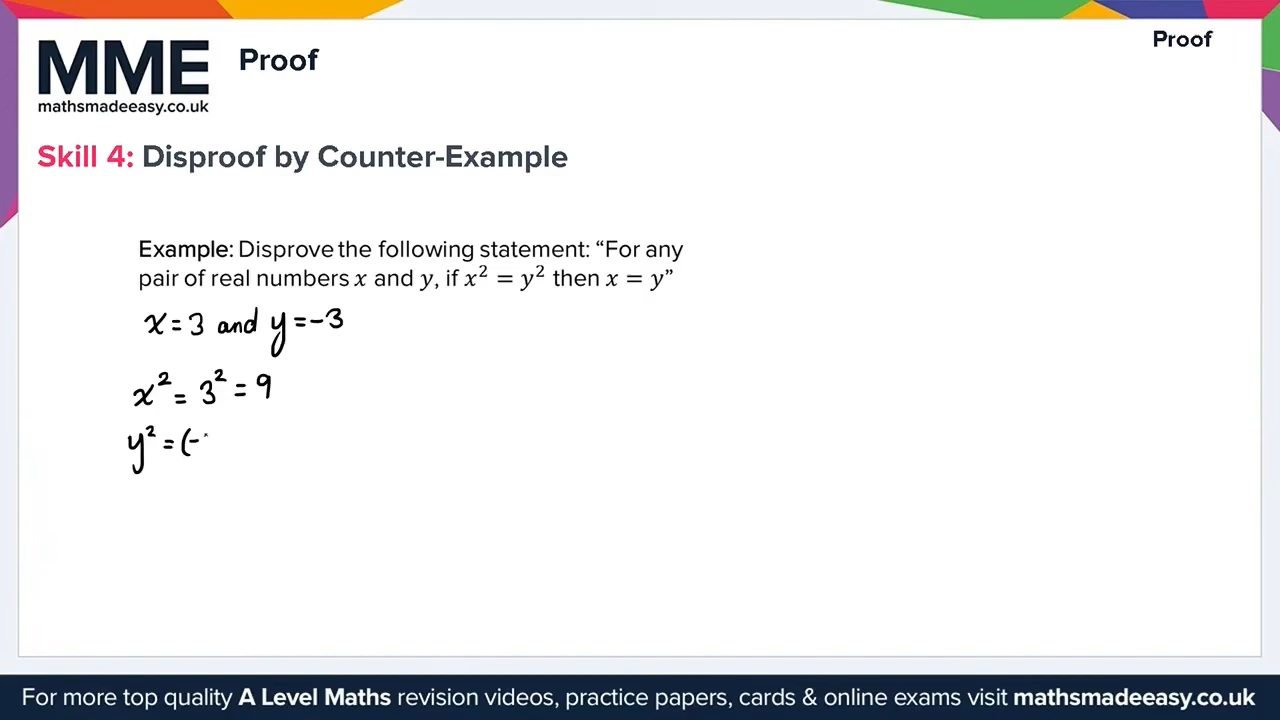 MME
mathsmadeeasy.co.uk
Proof
Proof
Skill 4: Disproof by Counter-Example
Example: Disprove the following statement: “For any
pair of real numbers x and y, if x² = y² then x = y”
x = 3 and y = -3
x² = 3² = 9
y² = (-
For more top quality A Level Maths revision videos, practice papers, cards & online exams visit mathsmadeeasy.co.uk